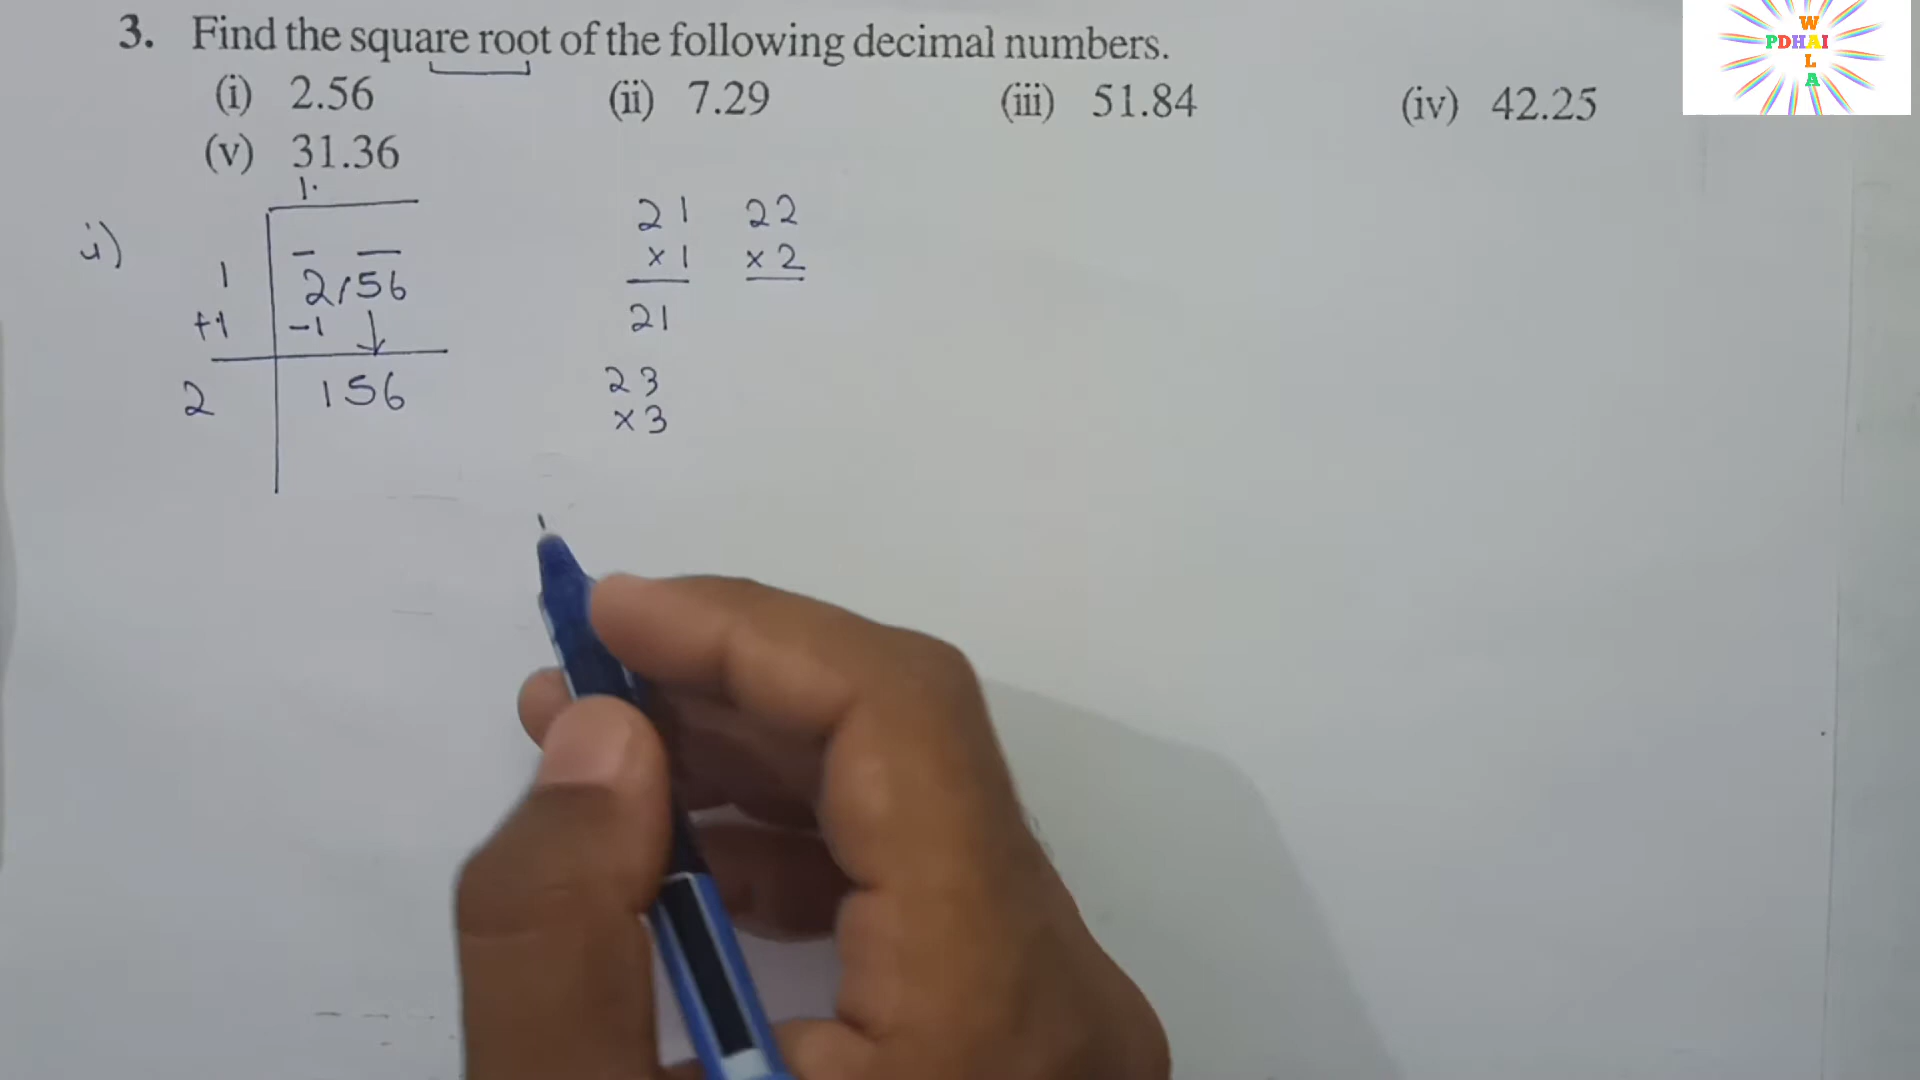 3. Find the square root of the following decimal numbers.
(i) 2.56 (ii) 7.29 (iii) 51.84 (iv) 42.25
(v) 31.36
PDHAI
WALA
1.
1 2.56
+1 -1
2 156
21 22
×1 ×2
21
23
×3